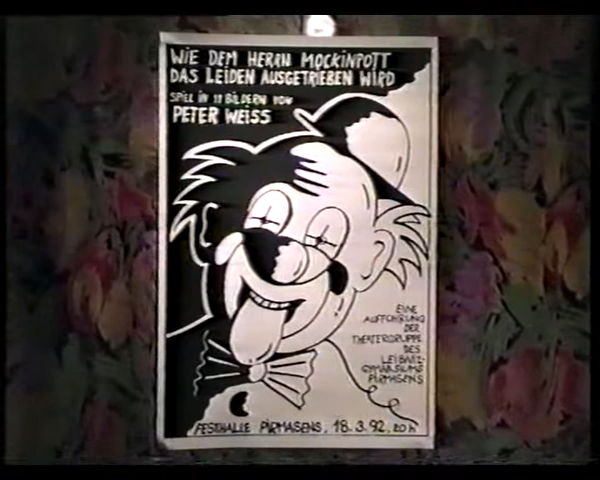 WIE DEM HERRN MOCKINPOTT
DAS LEIDEN AUSGETRIEBEN WIRD
SPIEL IN 11 BILDERN VON
PETER WEISS
EINE
AUFFÜHRUNG
DER
THEATERGRUPPE
DES
LEIBNIZ-
GYMNASIUMS
PIRMASENS
FESTHALLE PIRMASENS, 18.3.92, 20 h